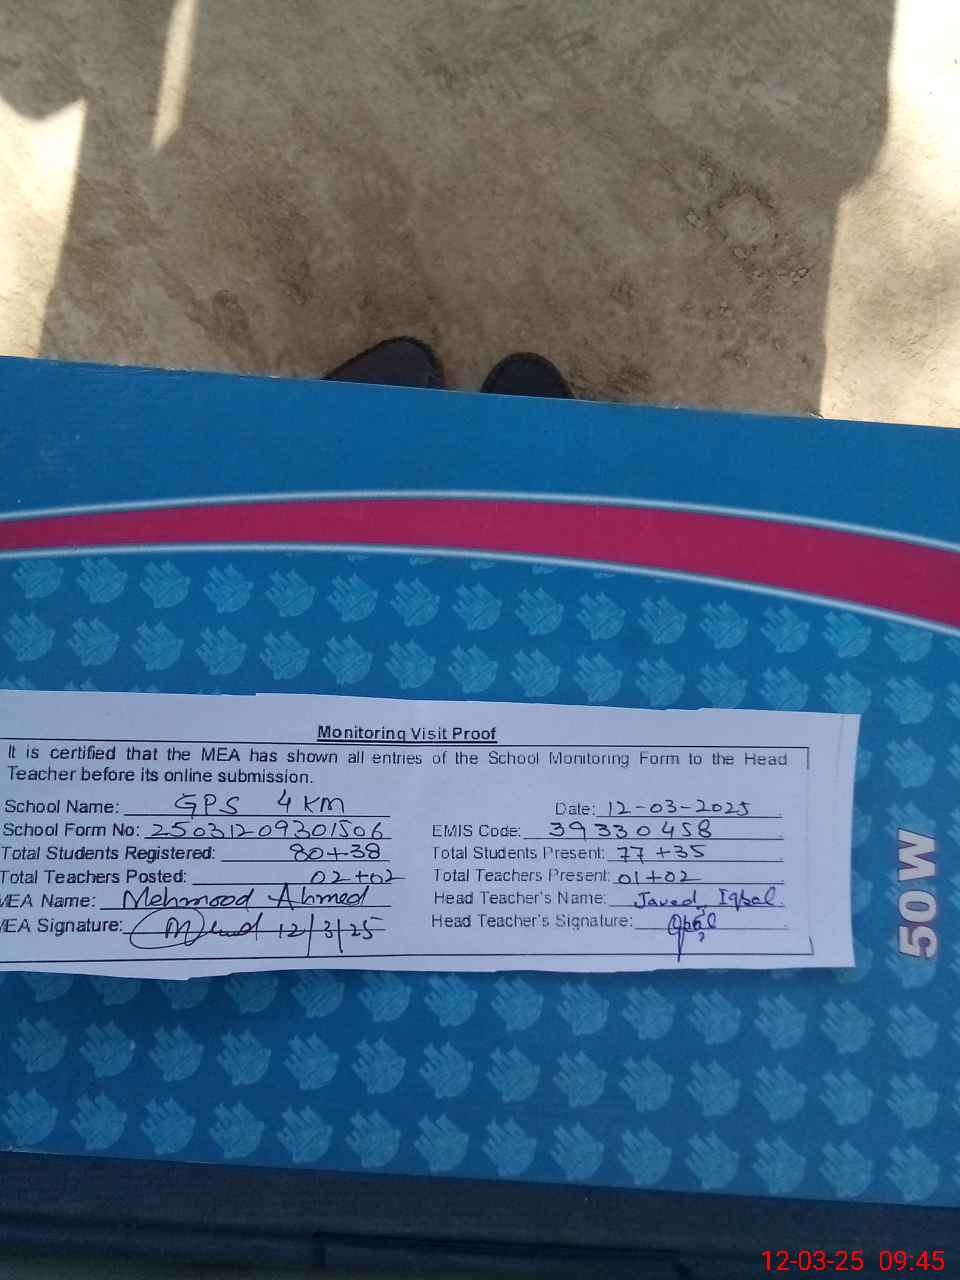 Monitoring Visit Proof
It is certified that the MEA has shown all entries of the School Monitoring Form to the Head
Teacher before its online submission.
School Name: GPS 4 KM Date: 12-03-2025
School Form No: 25031209301506 EMIS Code: 39330458
Total Students Registered: 80+38 Total Students Present: 77+35
Total Teachers Posted: 02+02 Total Teachers Present: 01+02
MEA Name: Mehmood Ahmed Head Teacher's Name: Javed Iqbal
MEA Signature: 12/3/25 Head Teacher's Signature:
50W
12-03-25 09:45